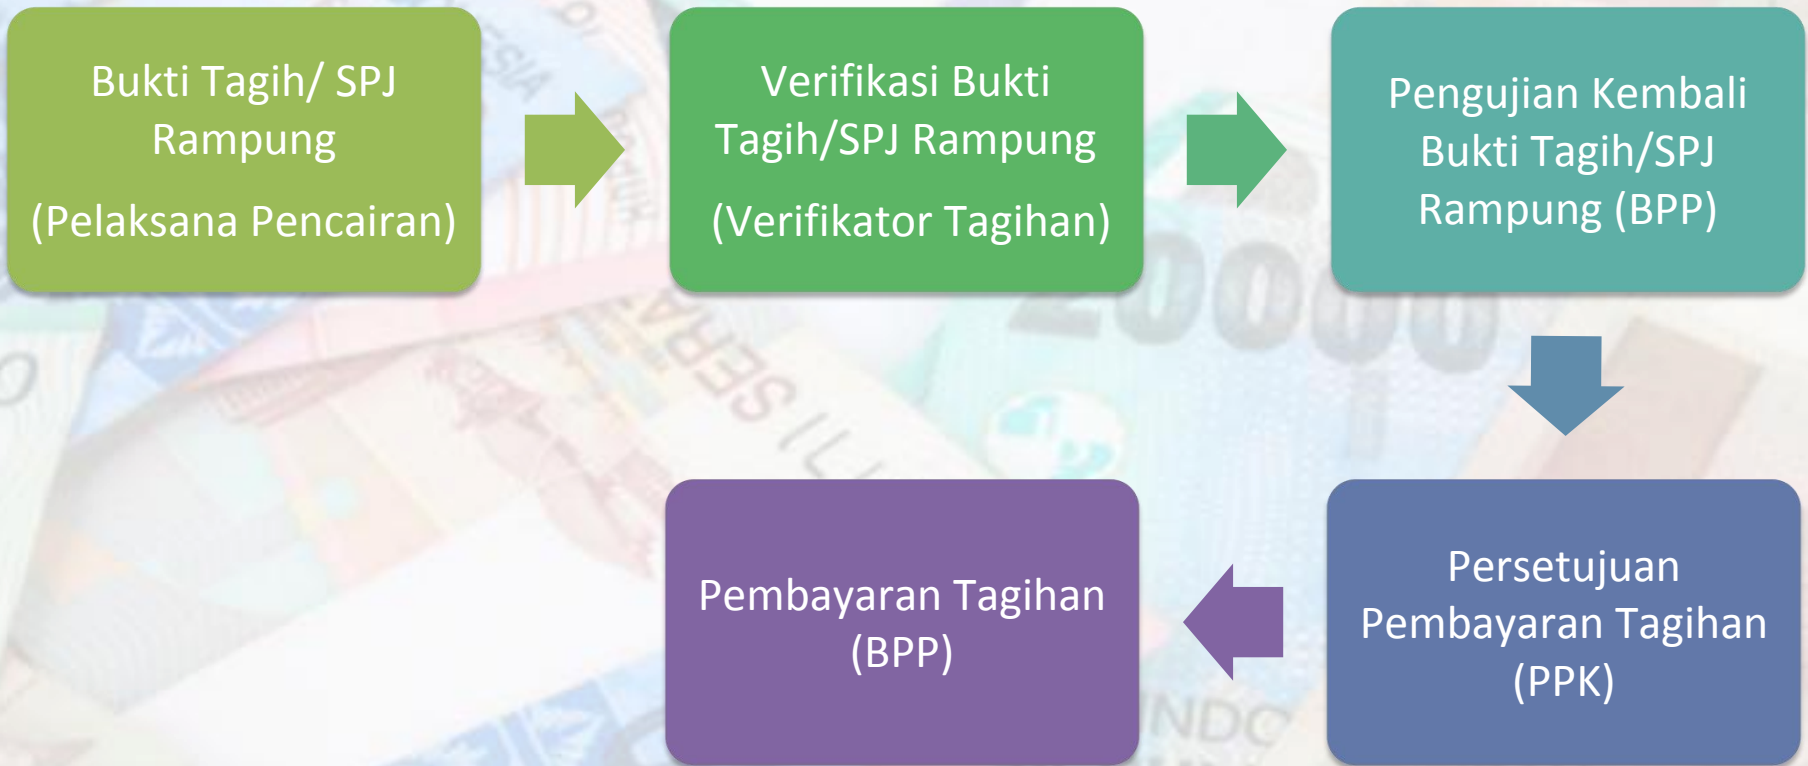 Bukti Tagih/ SPJ
Rampung
(Pelaksana Pencairan)
Verifikasi Bukti
Tagih/SPJ Rampung
(Verifikator Tagihan)
Pengujian Kembali
Bukti Tagih/SPJ
Rampung (BPP)
Persetujuan
Pembayaran Tagihan
(PPK)
Pembayaran Tagihan
(BPP)
20000